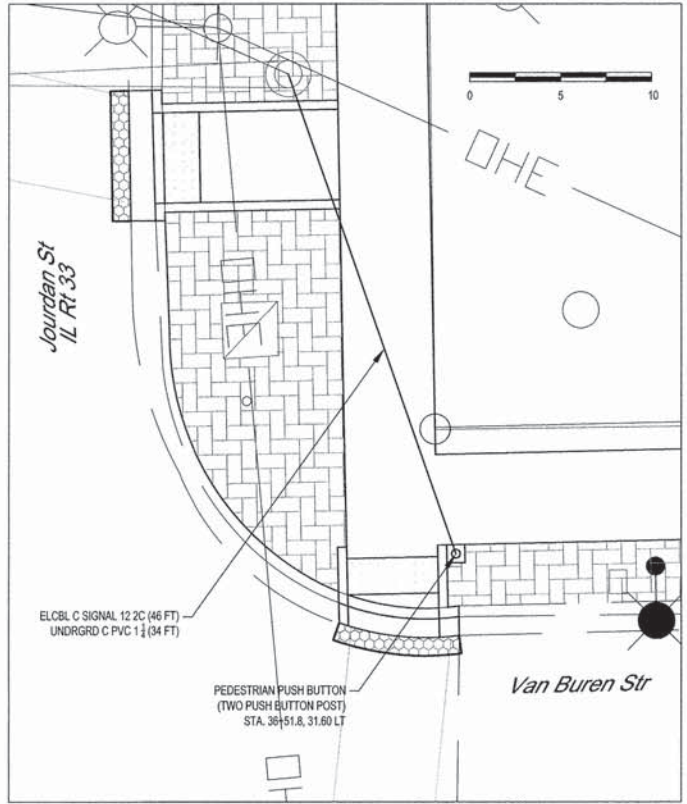 0 5 10
OHE
Jourdan St
IL Rt 33
ELCBL C SIGNAL 12 2C (46 FT)
UNDRGRD C PVC 1 1/4 (34 FT)
PEDESTRIAN PUSH BUTTON
(TWO PUSH BUTTON POST)
STA. 36+51.8, 31.60 LT
Van Buren Str